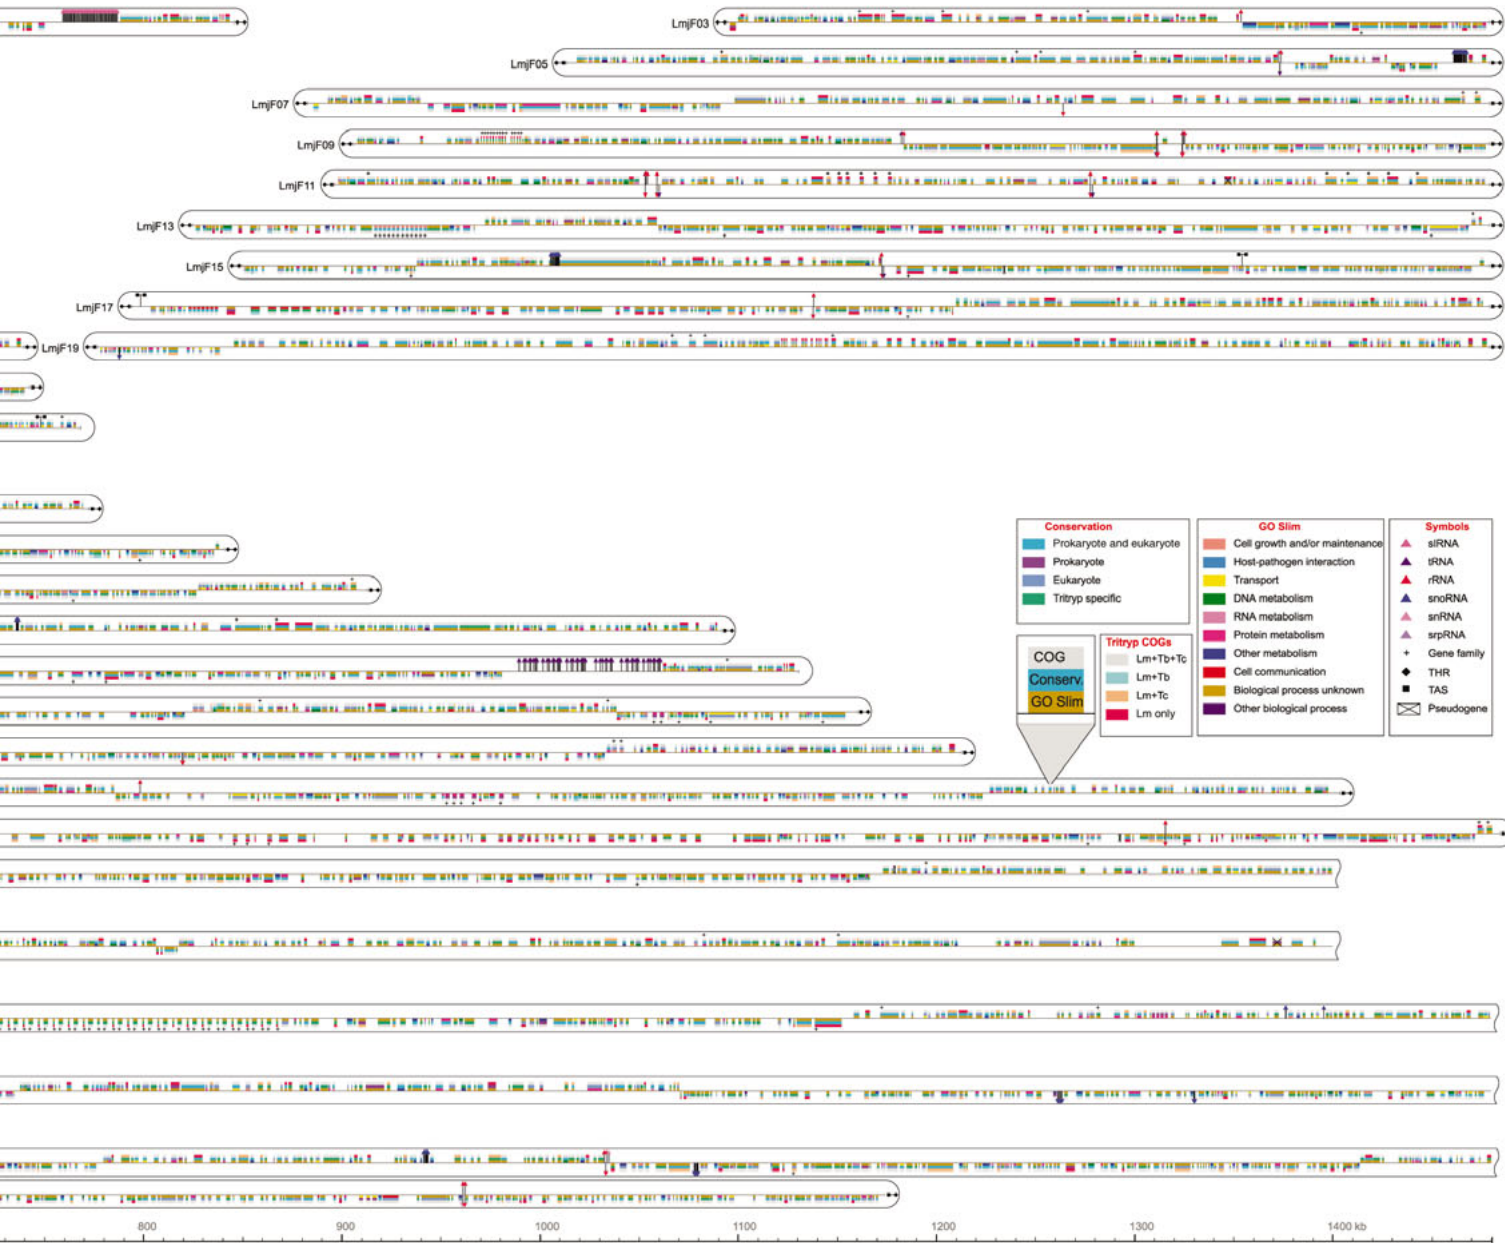 LmjF03
LmjF05
LmjF07
LmjF09
LmjF11
LmjF13
LmjF15
LmjF17
LmjF19
Conservation
Prokaryote and eukaryote
Prokaryote
Eukaryote
Tritryp specific
COG
Conserv.
GO Slim
Tritryp COGs
Lm+Tb+Tc
Lm+Tb
Lm+Tc
Lm only
GO Slim
Cell growth and/or maintenance
Host-pathogen interaction
Transport
DNA metabolism
RNA metabolism
Protein metabolism
Other metabolism
Cell communication
Biological process unknown
Other biological process
Symbols
slRNA
tRNA
rRNA
snoRNA
snRNA
srpRNA
Gene family
THR
TAS
Pseudogene
800 900 1000 1100 1200 1300 1400 kb